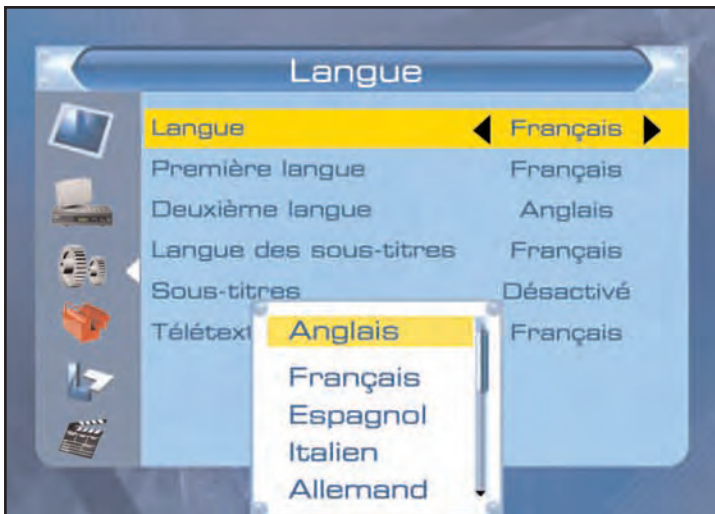 Langue
Langue Français
Première langue Français
Deuxième langue Anglais
Langue des sous-titres Français
Sous-titres Désactivé
Télétext Français
Anglais
Français
Espagnol
Italien
Allemand